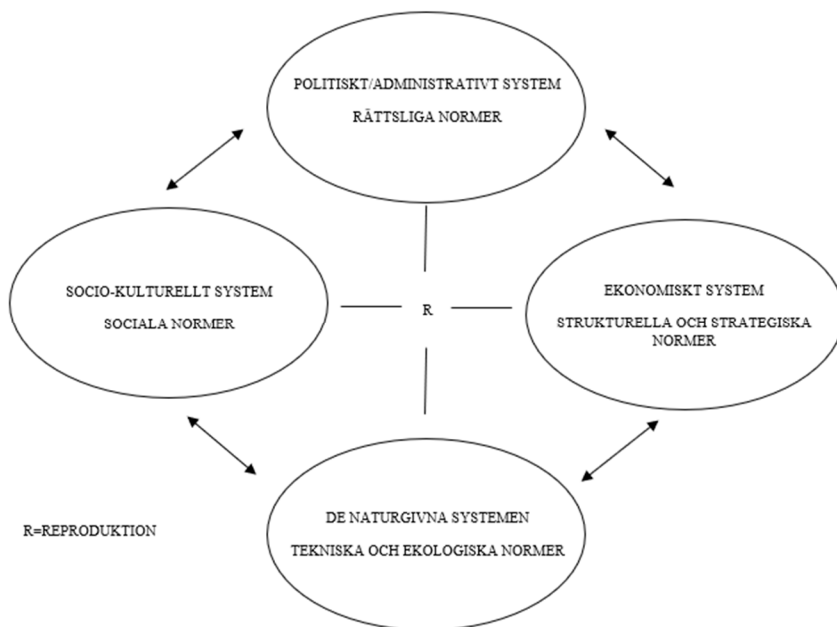 POLITISKT/ADMINISTRATIVT SYSTEM
RÄTTSLIGA NORMER
SOCIO-KULTURELLT SYSTEM
SOCIALA NORMER
R
EKONOMISKT SYSTEM
STRUKTURELLA OCH STRATEGISKA
NORMER
DE NATURGIVNA SYSTEMEN
TEKNISKA OCH EKOLOGISKA NORMER
R=REPRODUKTION